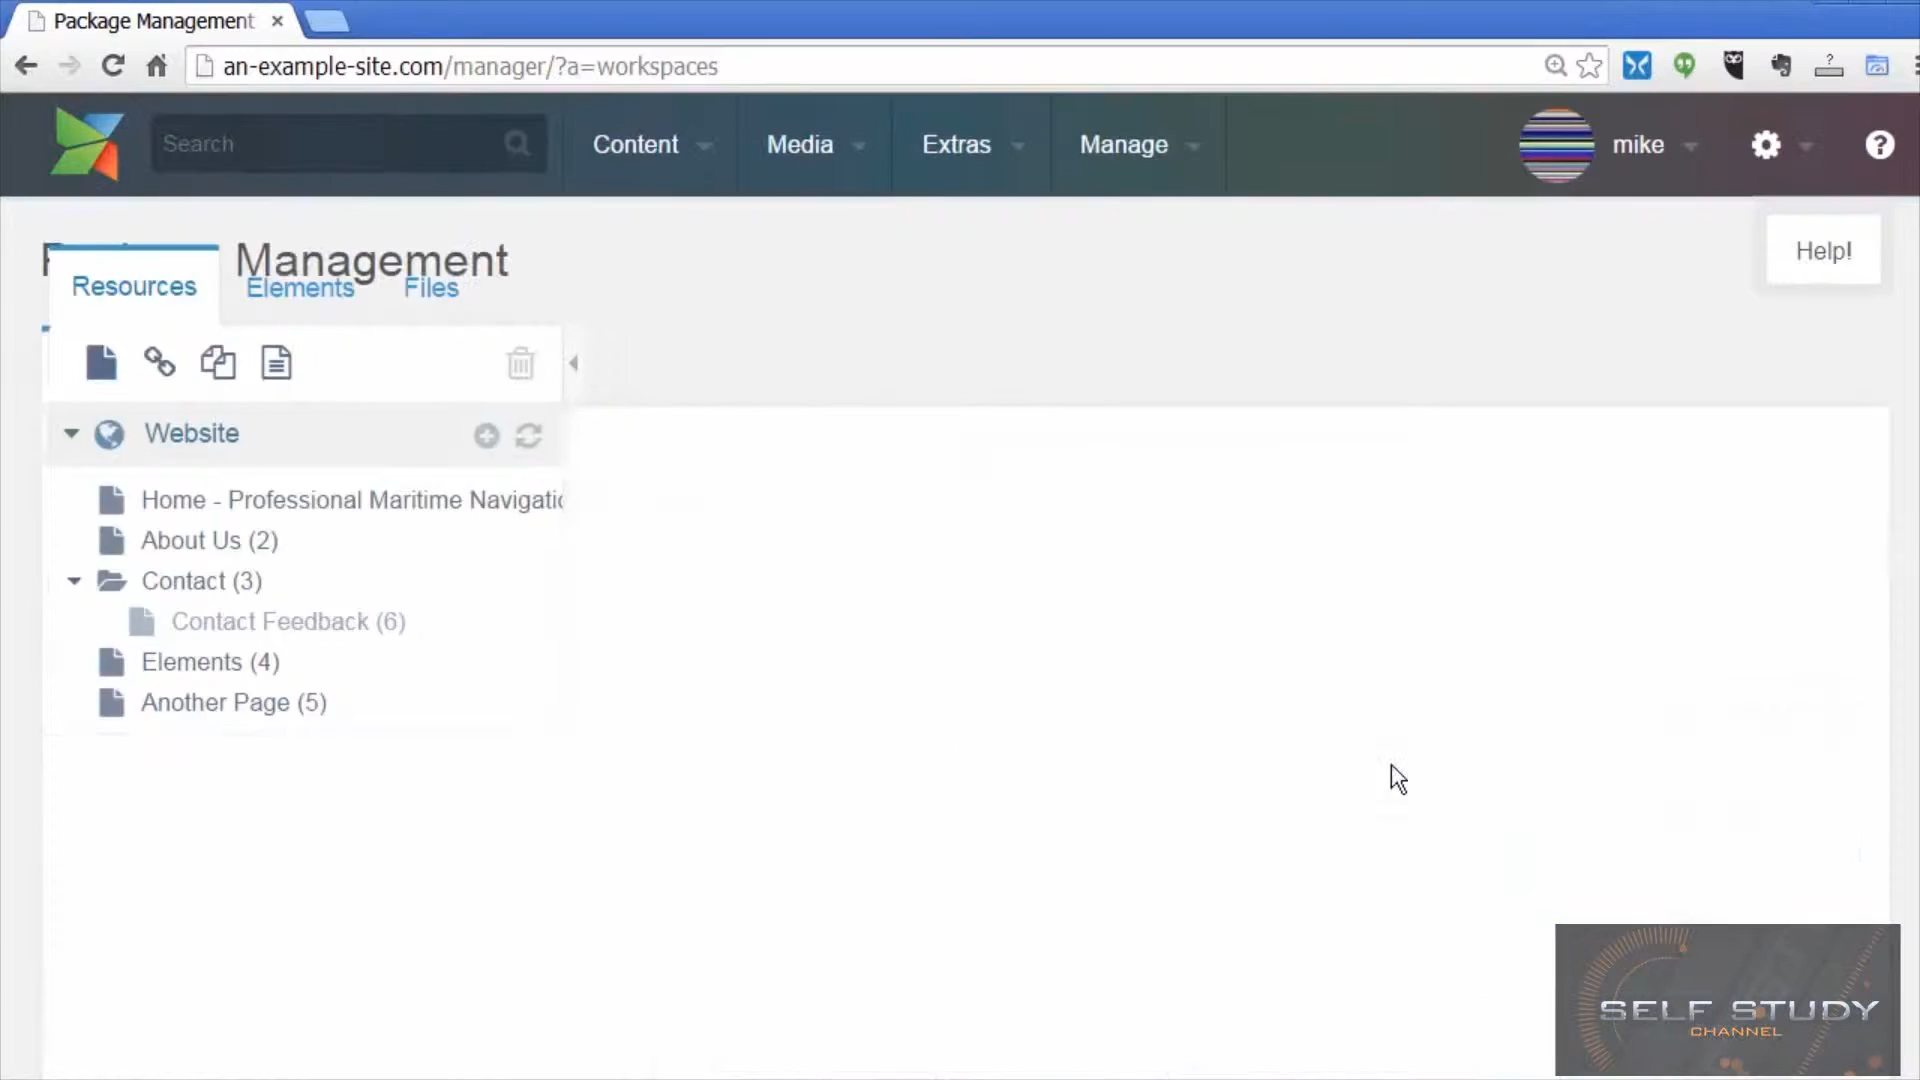 Package Management
an-example-site.com/manager/?a=workspaces
Search
Content
Media
Extras
Manage
mike
Management
Help!
Resources
Elements
Files
Website
Home - Professional Maritime
About Us (2)
Contact (3)
Contact Feedback (6)
Elements (4)
Another Page (5)
SELF STUDY
CHANNEL